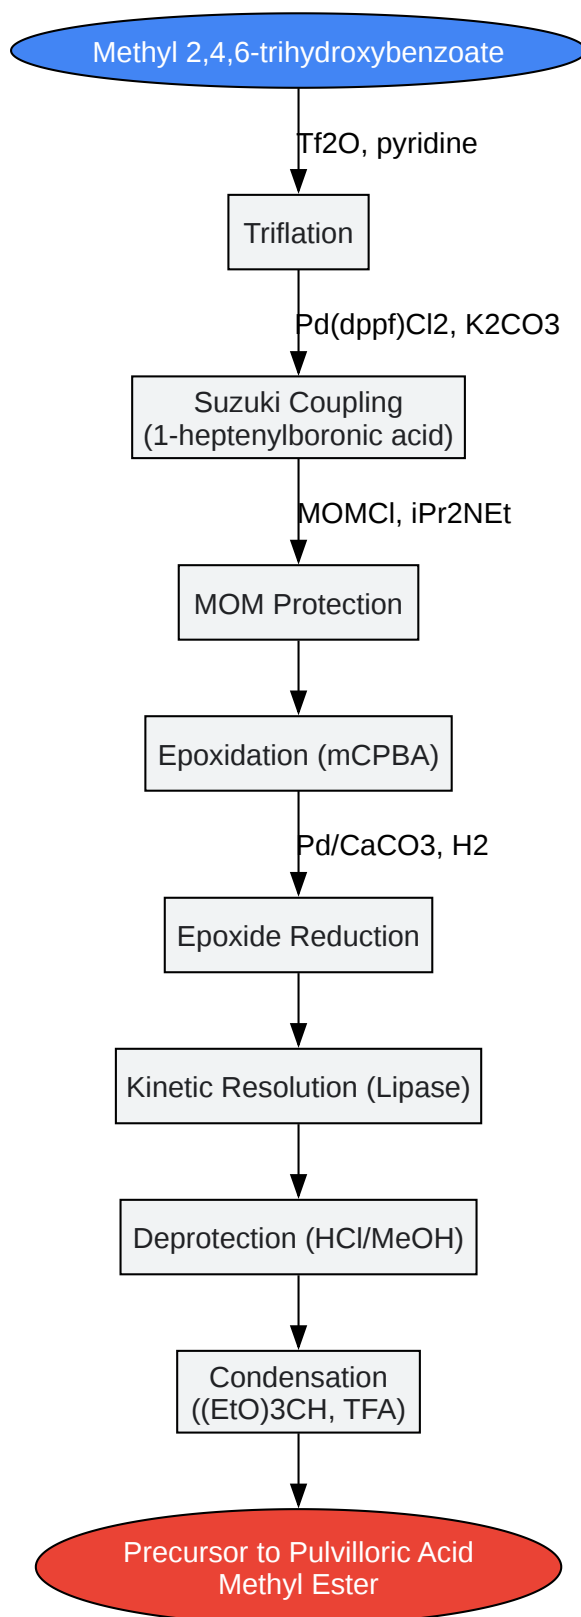 Methyl 2,4,6-trihydroxybenzoate
Tf2O, pyridine
Triflation
Pd(dppf)Cl2, K2CO3
Suzuki Coupling
(1-heptenylboronic acid)
MOMCl, iPr2NEt
MOM Protection
Epoxidation (mCPBA)
Pd/CaCO3, H2
Epoxide Reduction
Kinetic Resolution (Lipase)
Deprotection (HCl/MeOH)
Condensation
((EtO)3CH, TFA)
Precursor to Pulvilloric Acid
Methyl Ester